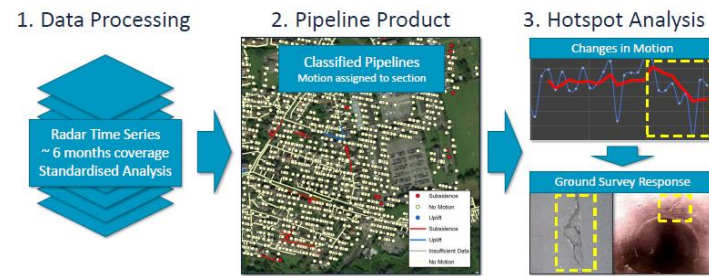 1. Data Processing
2. Pipeline Product
3. Hotspot Analysis
Radar Time Series
~ 6 months coverage
Standardised Analysis
Classified Pipelines
Motion assigned to section
Subsidence
No Motion
Uplift
Subsidence
Uplift
Insufficient Data
No Motion
Changes in Motion
Ground Survey Response